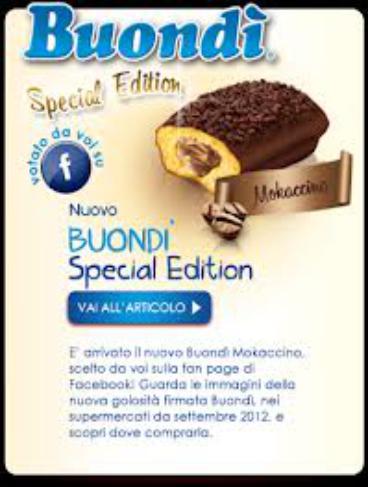 Buondì
Special Edition
votato da voi su
f
Mokaccino
Nuovo
BUONDÌ
Special Edition
VAI ALL'ARTICOLO
E' arrivato il nuovo Buondì Mokaccino,
scelto da voi sulla fan page di
Facebook! Guarda le immagini della
nuova golosità firmata Buondì, nei
supermercati da settembre 2012, e
scopri dove comprarla.